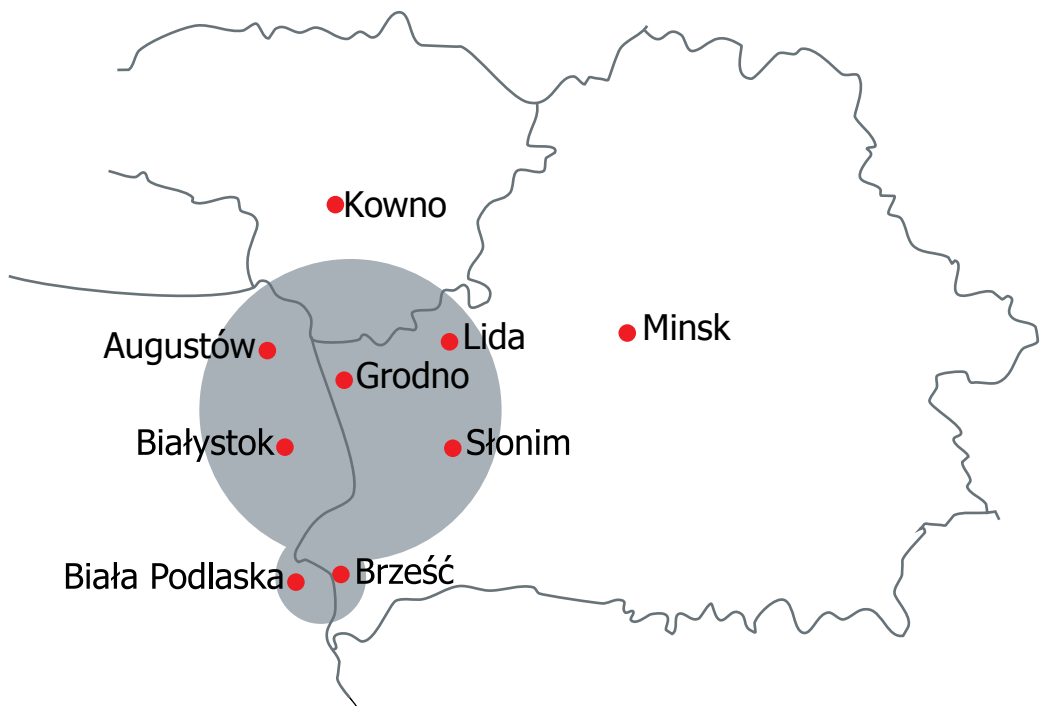 Kowno
Minsk
Lida
Augustów
Grodno
Białystok
Słonim
Biała Podlaska
Brześć